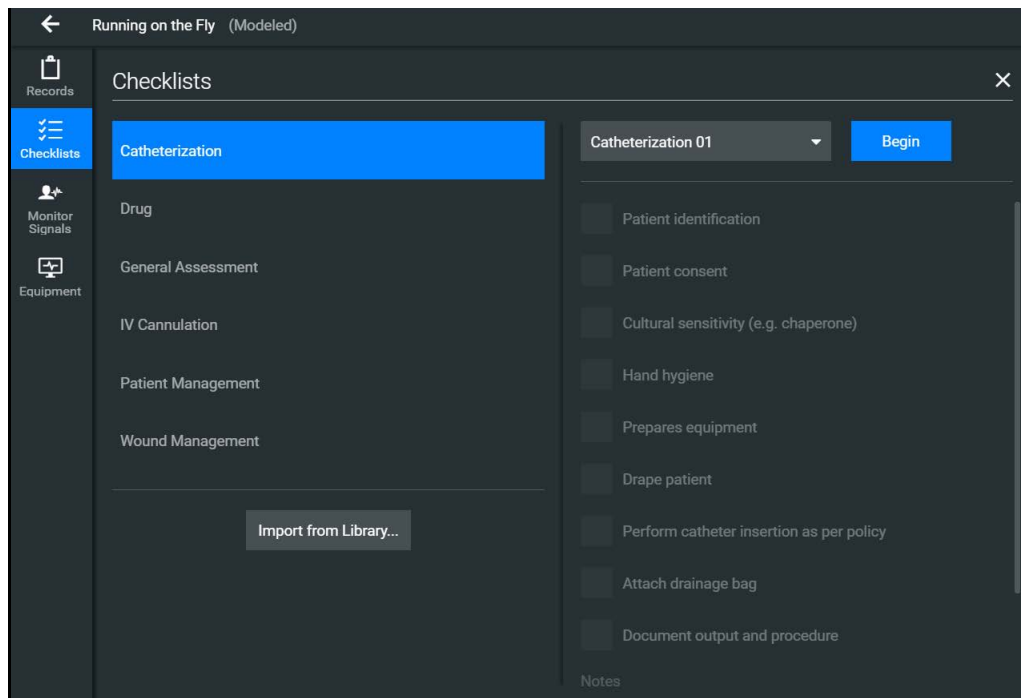 Running on the Fly (Modeled)
Records
Checklists
Monitor
Signals
Equipment
Checklists
Catheterization
Drug
General Assessment
IV Cannulation
Patient Management
Wound Management
Import from Library...
Catheterization 01
Begin
Patient identification
Patient consent
Cultural sensitivity (e.g. chaperone)
Hand hygiene
Prepares equipment
Drape patient
Perform catheter insertion as per policy
Attach drainage bag
Document output and procedure
Notes